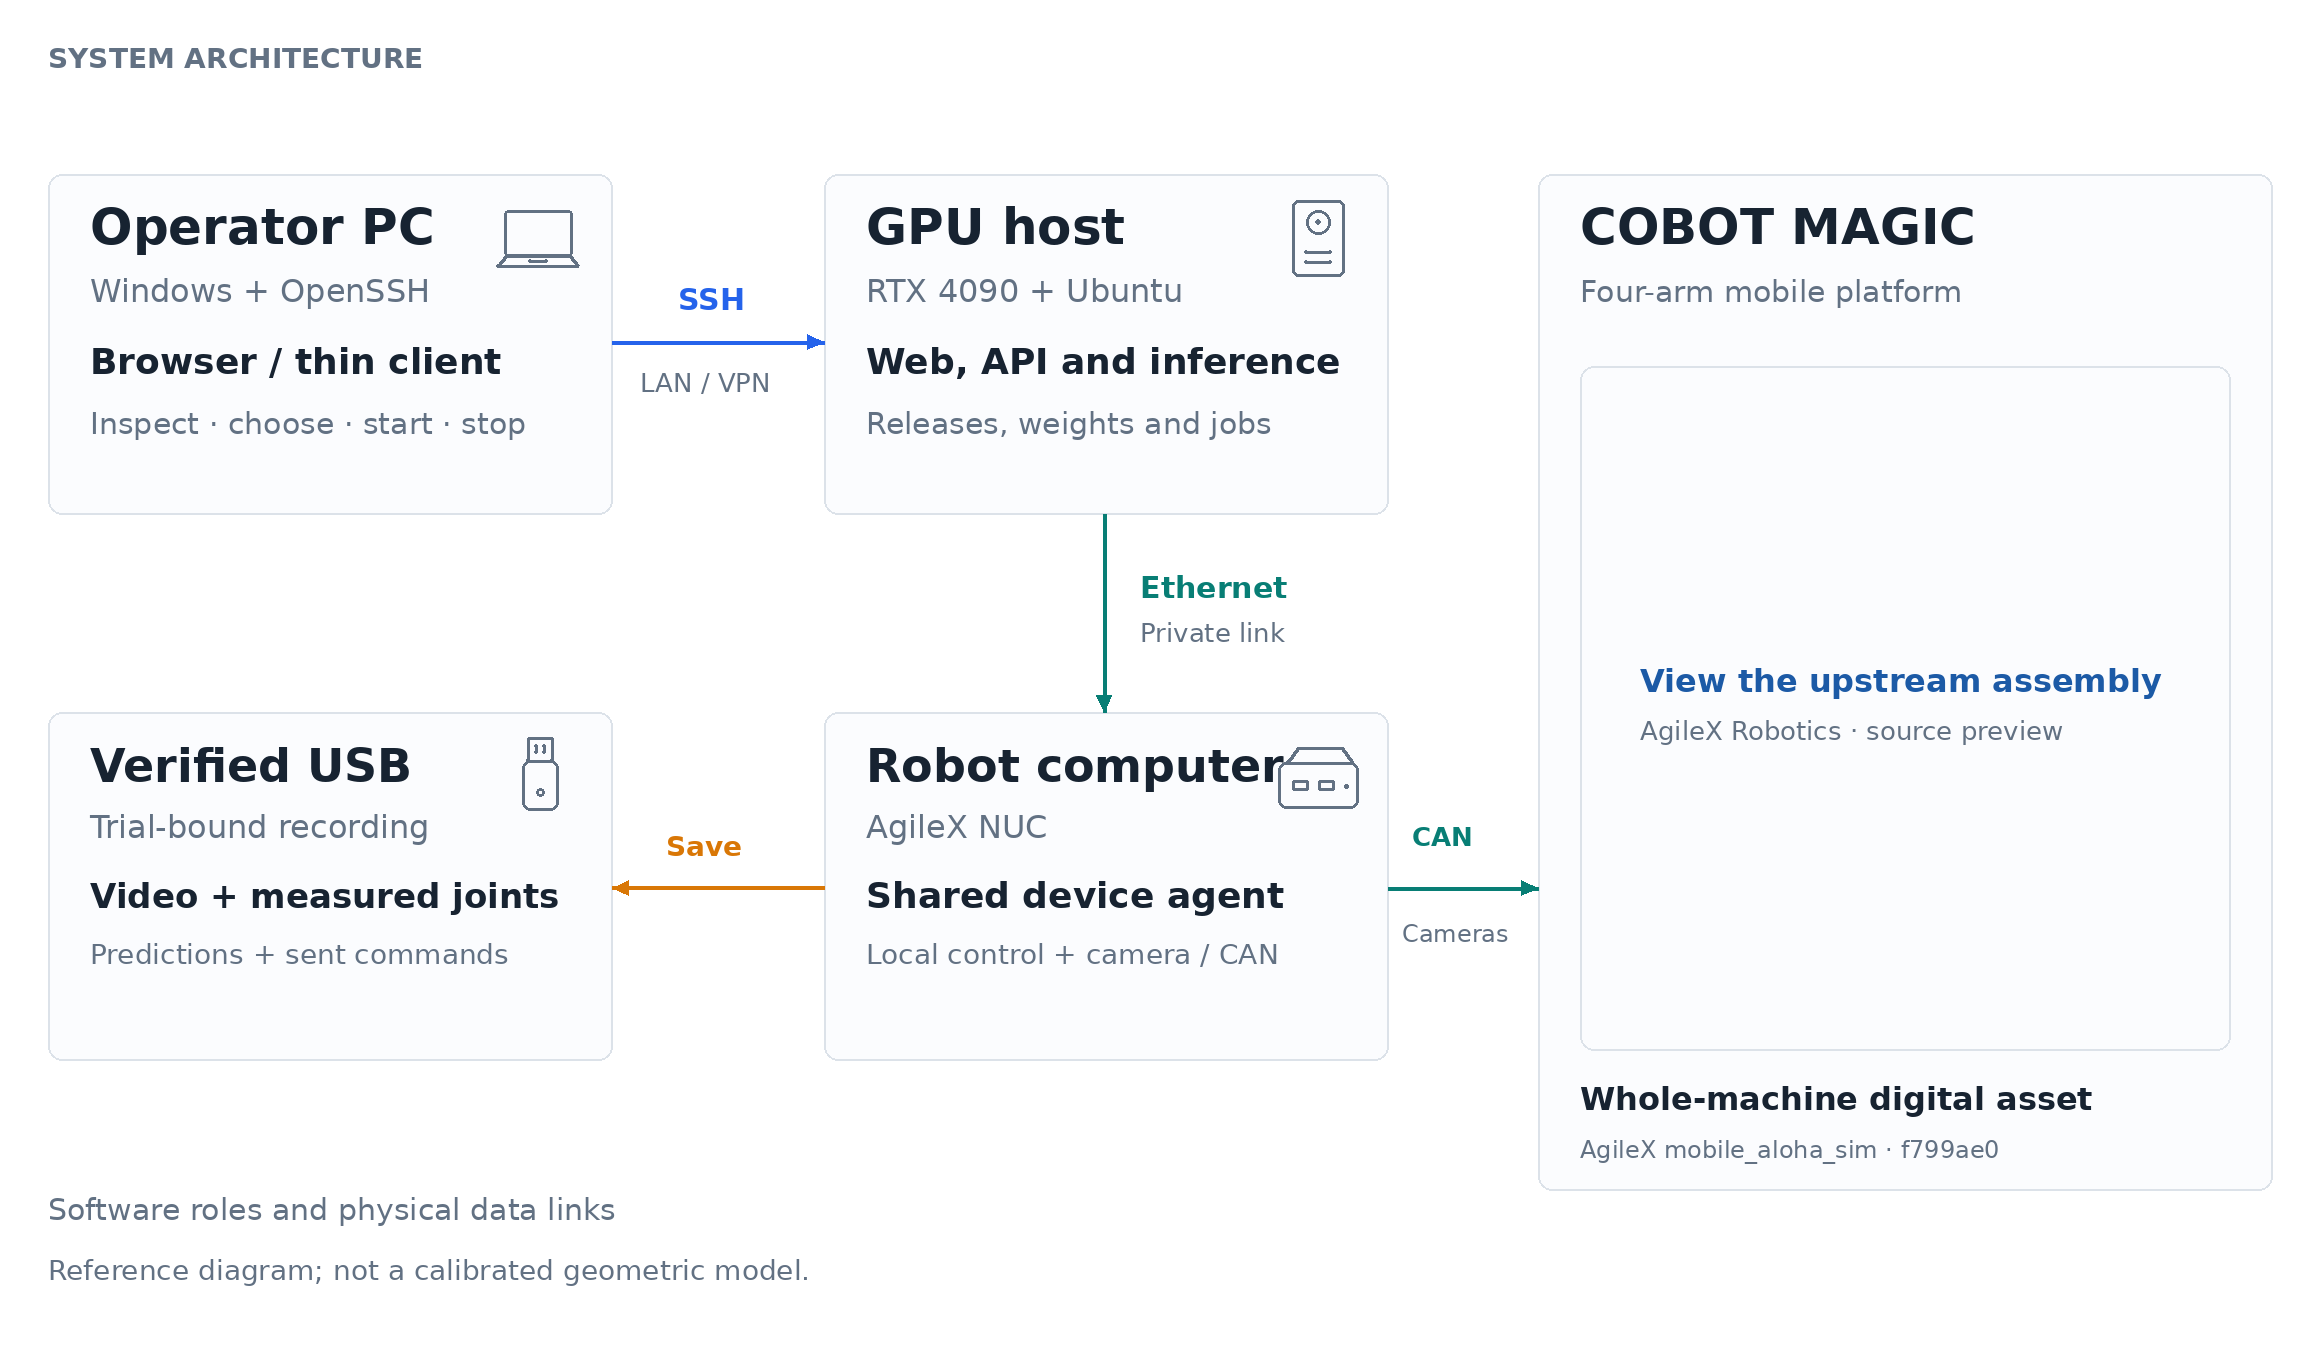 SYSTEM ARCHITECTURE
Operator PC
Windows + OpenSSH
Browser / thin client
Inspect · choose · start · stop
SSH
LAN / VPN
GPU host
RTX 4090 + Ubuntu
Web, API and inference
Releases, weights and jobs
Ethernet
Private link
Verified USB
Trial-bound recording
Video + measured joints
Predictions + sent commands
Save
Robot computer
AgileX NUC
Shared device agent
Local control + camera / CAN
CAN
Cameras
COBOT MAGIC
Four-arm mobile platform
View the upstream assembly
AgileX Robotics · source preview
Whole-machine digital asset
AgileX mobile_aloha_sim · f799ae0
Software roles and physical data links
Reference diagram; not a calibrated geometric model.